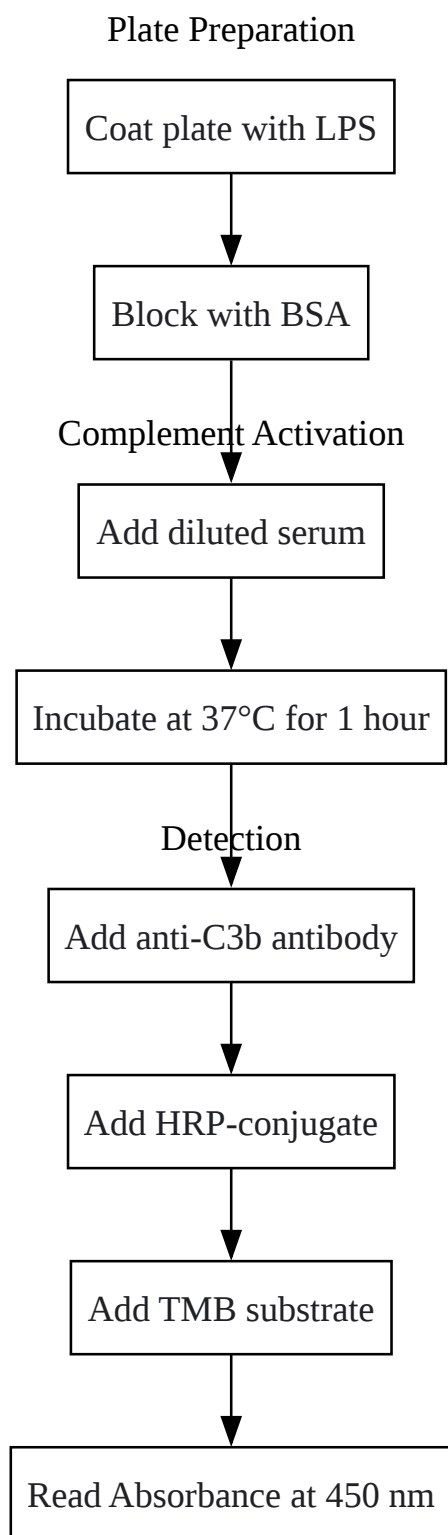 Plate Preparation
Coat plate with LPS
Block with BSA
Complement Activation
Add diluted serum
Incubate at 37°C for 1 hour
Detection
Add anti-C3b antibody
Add HRP-conjugate
Add TMB substrate
Read Absorbance at 450 nm